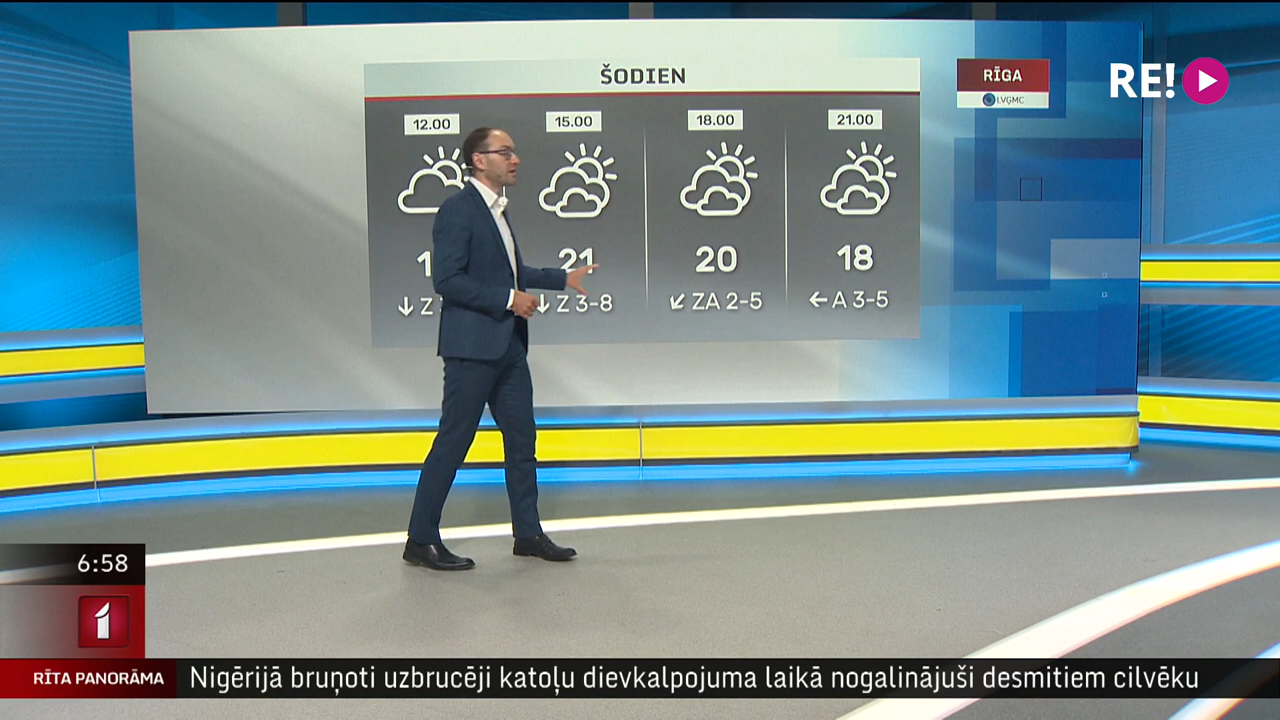 ŠODIEN
RĪGA
LVĢMC
RE!
12.00
15.00
18.00
21.00
21
20
18
Z
Z 3-8
ZA 2-5
A 3-5
6:58
1
RĪTA PANORĀMA
Nigērijā bruņoti uzbrucēji katoļu dievkalpojuma laikā nogalinājuši desmitiem cilvēku